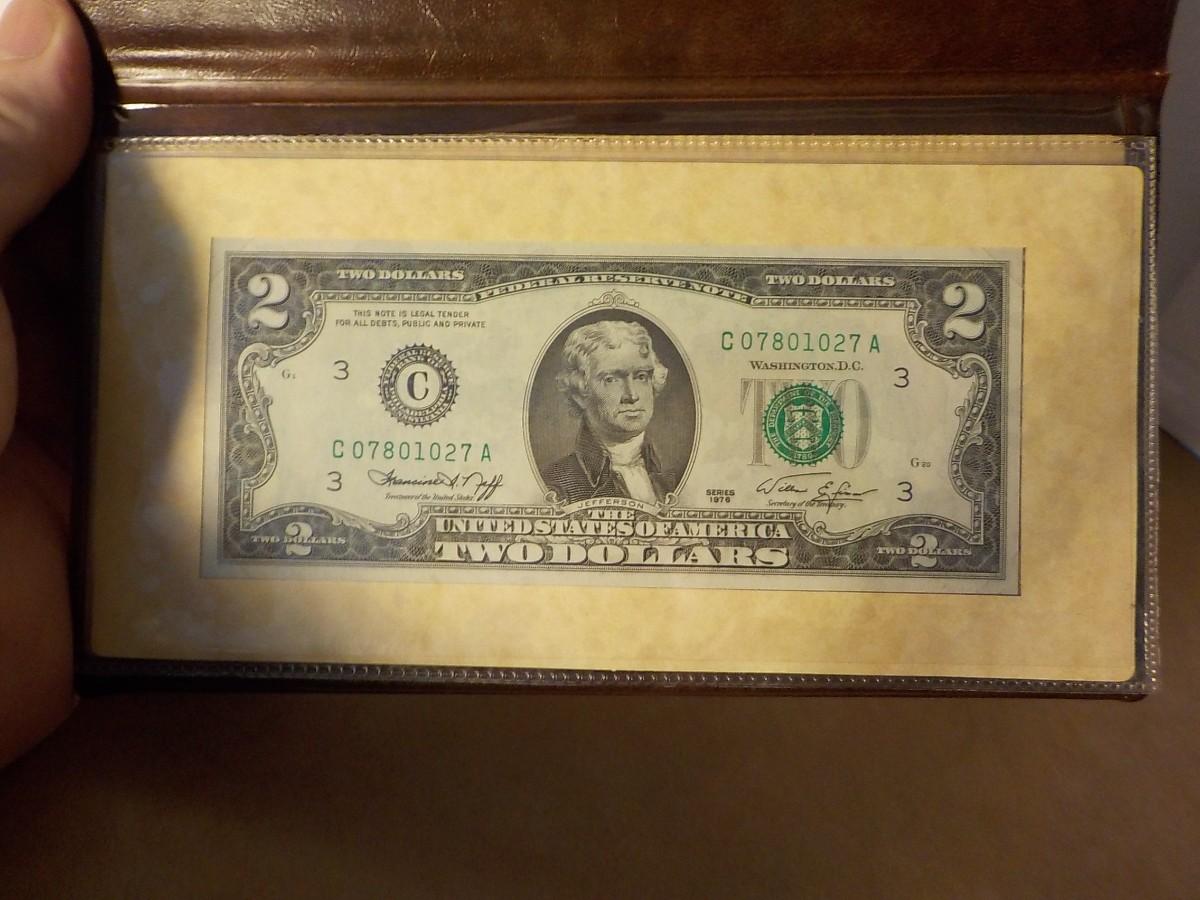 2 TWO DOLLARS FEDERAL RESERVE NOTE TWO DOLLARS 2
THIS NOTE IS LEGAL TENDER
FOR ALL DEBTS, PUBLIC AND PRIVATE
C 07801027 A
WASHINGTON, D.C.
G1 3 C TWO 3
C 07801027 A
G
3 3
Treasurer of the United States. SERIES 1976 Secretary of the Treasury.
JEFFERSON
THE
UNITED STATES OF AMERICA
TWO DOLLARS 2 TWO DOLLARS TWO DOLLARS 2